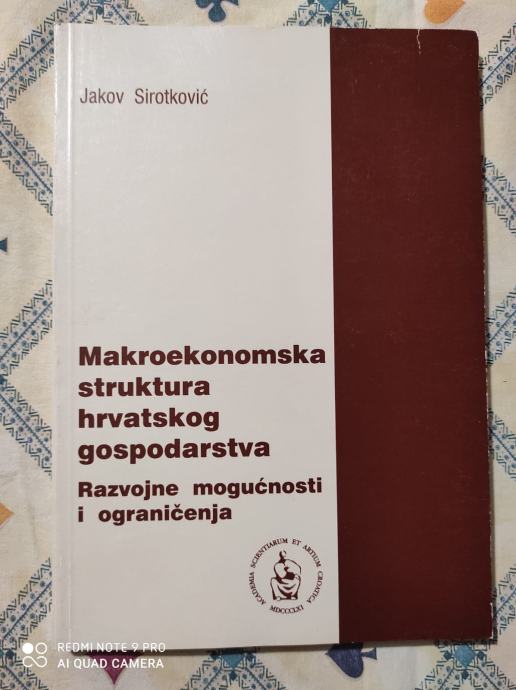 Jakov Sirotković
Makroekonomska
struktura
hrvatskog
gospodarstva
Razvojne mogućnosti
i ograničenja
ACADEMIA SCIENTIARUM ET ARTIUM CROATICA
MDCCCLXI
REDMI NOTE 9 PRO
AI QUAD CAMERA